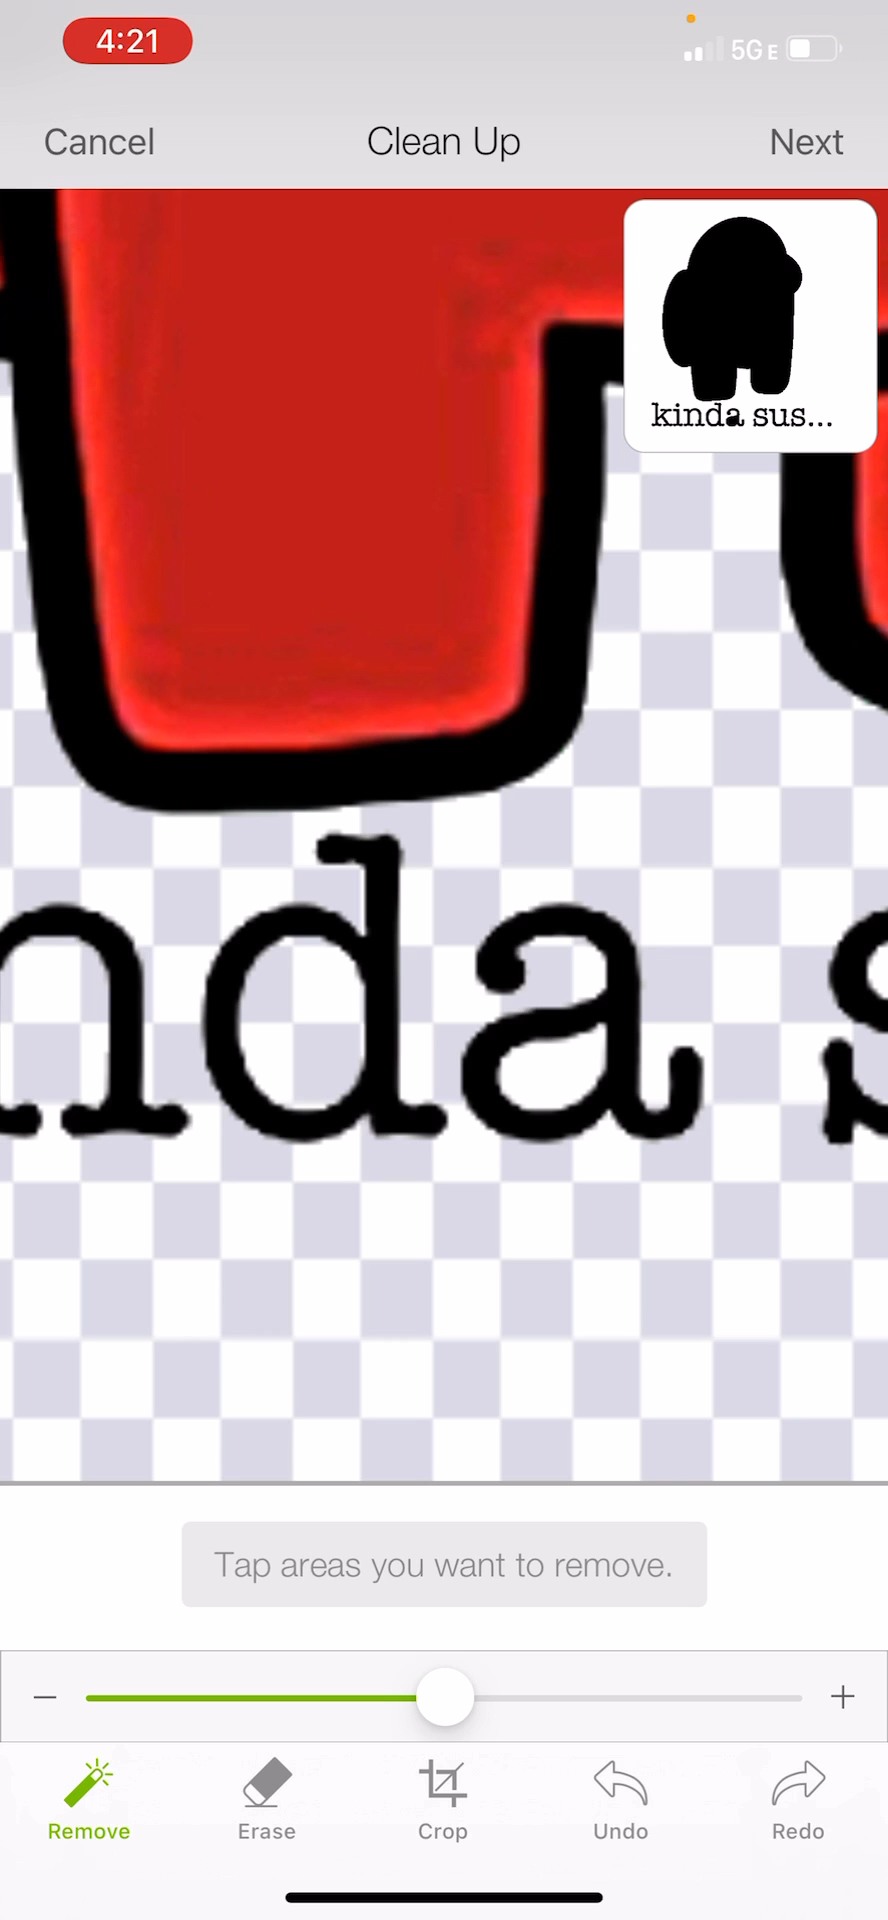 4:21
5GE
Cancel
Clean Up
Next
kinda sus...
nda s
Tap areas you want to remove.
Remove
Erase
Crop
Undo
Redo